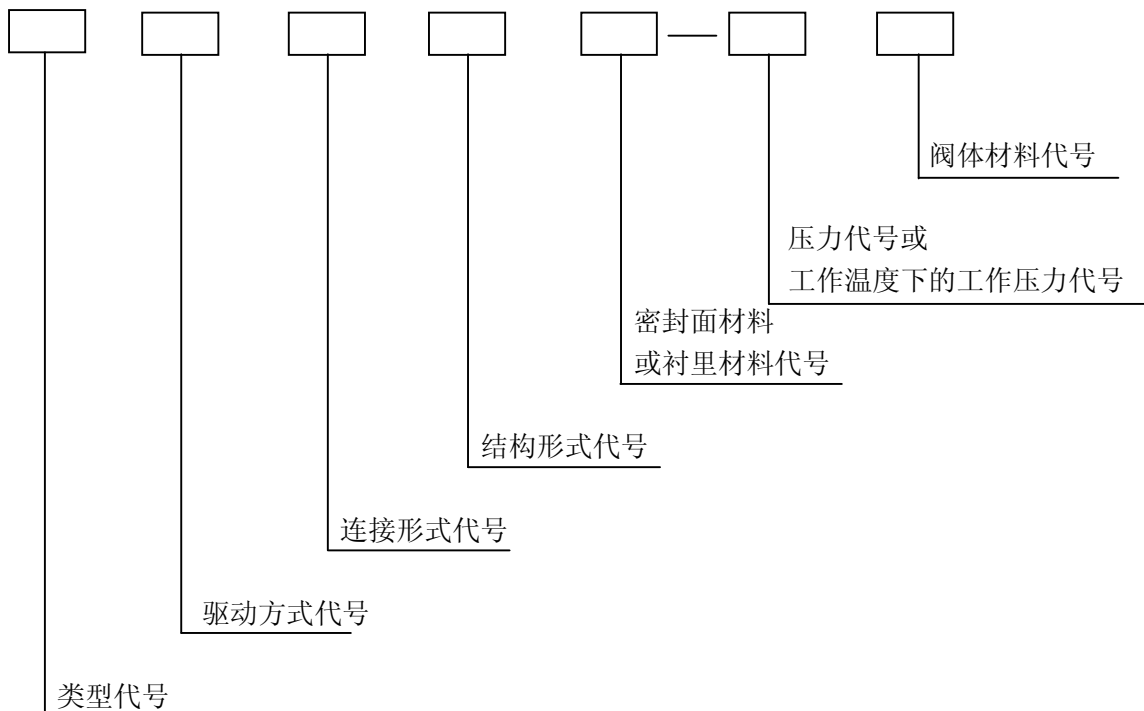 阀体材料代号
压力代号或
工作温度下的工作压力代号
密封面材料
或衬里材料代号
结构形式代号
连接形式代号
驱动方式代号
类型代号